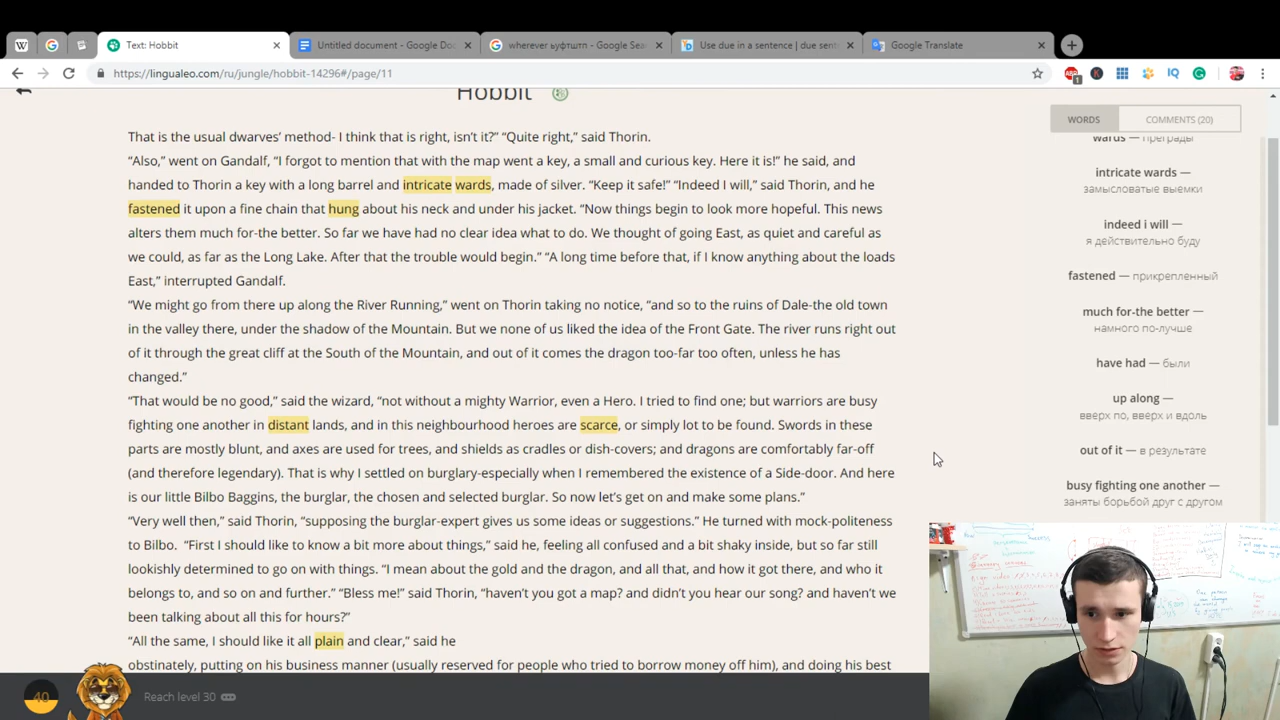 Text: Hobbit
Untitled document - Google Doc
wherever ьуфтштп - Google Sea
Use due in a sentence | due sent
Google Translate
https://lingualeo.com/ru/jungle/hobbit-14296#/page/11
Hobbit
That is the usual dwarves’ method- I think that is right, isn’t it?” “Quite right,” said Thorin.
“Also,” went on Gandalf, “I forgot to mention that with the map went a key, a small and curious key. Here it is!” he said, and
handed to Thorin a key with a long barrel and intricate wards, made of silver. “Keep it safe!” “Indeed I will,” said Thorin, and he
fastened it upon a fine chain that hung about his neck and under his jacket. “Now things begin to look more hopeful. This news
alters them much for-the better. So far we have had no clear idea what to do. We thought of going East, as quiet and careful as
we could, as far as the Long Lake. After that the trouble would begin.” “A long time before that, if I know anything about the loads
East,” interrupted Gandalf.
“We might go from there up along the River Running,” went on Thorin taking no notice, “and so to the ruins of Dale-the old town
in the valley there, under the shadow of the Mountain. But we none of us liked the idea of the Front Gate. The river runs right out
of it through the great cliff at the South of the Mountain, and out of it comes the dragon too-far too often, unless he has
changed.”
“That would be no good,” said the wizard, “not without a mighty Warrior, even a Hero. I tried to find one; but warriors are busy
fighting one another in distant lands, and in this neighbourhood heroes are scarce, or simply lot to be found. Swords in these
parts are mostly blunt, and axes are used for trees, and shields as cradles or dish-covers; and dragons are comfortably far-off
(and therefore legendary). That is why I settled on burglary-especially when I remembered the existence of a Side-door. And here
is our little Bilbo Baggins, the burglar, the chosen and selected burglar. So now let’s get on and make some plans.”
“Very well then,” said Thorin, “supposing the burglar-expert gives us some ideas or suggestions.” He turned with mock-politeness
to Bilbo. “First I should like to know a bit more about things,” said he, feeling all confused and a bit shaky inside, but so far still
lookishly determined to go on with things. “I mean about the gold and the dragon, and all that, and how it got there, and who it
belongs to, and so on and further.” “Bless me!” said Thorin, “haven’t you got a map? and didn’t you hear our song? and haven’t we
been talking about all this for hours?”
“All the same, I should like it all plain and clear,” said he
obstinately, putting on his business manner (usually reserved for people who tried to borrow money off him), and doing his best
WORDS
COMMENTS (20)
wards — преграды
intricate wards —
замысловатые выемки
indeed i will —
я действительно буду
fastened — прикрепленный
much for-the better —
намного по-лучше
have had — были
up along —
вверх по, вверх и вдоль
out of it — в результате
busy fighting one another —
заняты борьбой друг с другом
40
Reach level 30